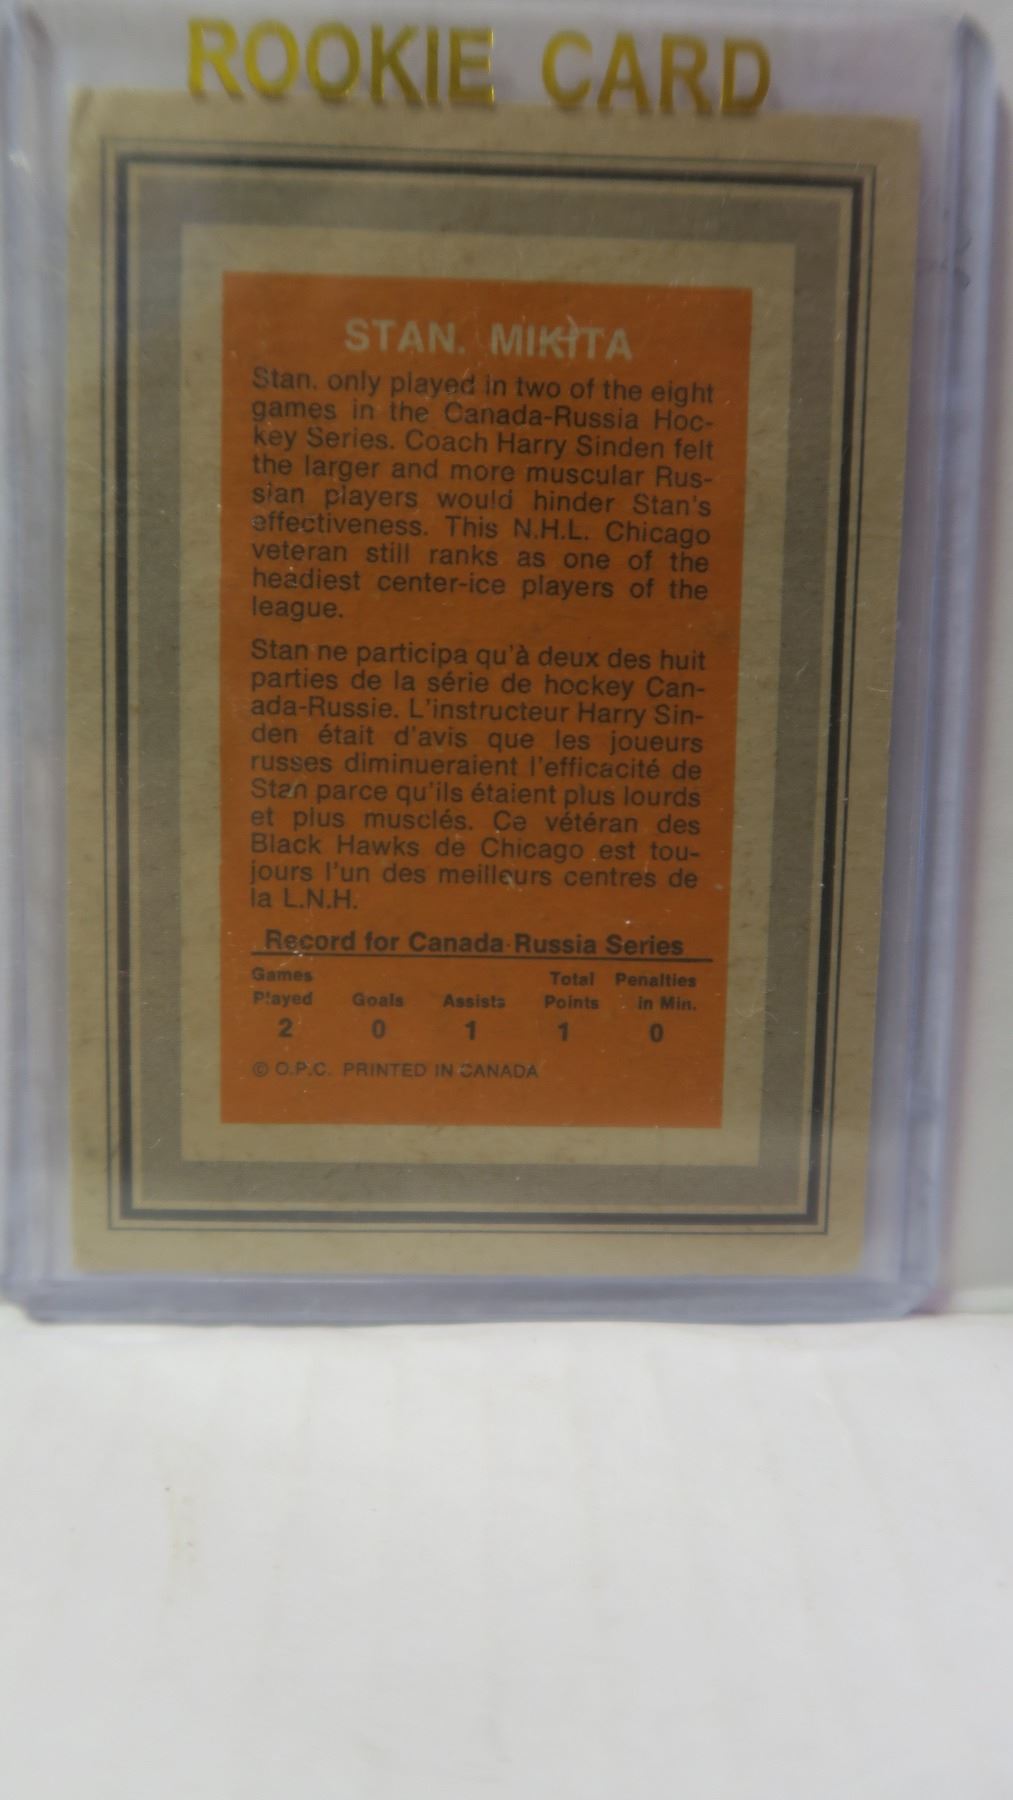 ROOKIE CARD
STAN. MIKITA
Stan. only played in two of the eight
games in the Canada-Russia Hoc-
key Series. Coach Harry Sinden felt
the larger and more muscular Rus-
sian players would hinder Stan's
effectiveness. This N.H.L. Chicago
veteran still ranks as one of the
headiest center-ice players of the
league.
Stan ne participa qu'à deux des huit
parties de la série de hockey Can-
ada-Russie. L'instructeur Harry Sin-
den était d'avis que les joueurs
russes diminueraient l'efficacité de
Stan parce qu'ils étaient plus lourds
et plus musclés. Ce vétéran des
Black Hawks de Chicago est tou-
jours l'un des meilleurs centres de
la L.N.H.
Record for Canada-Russia Series
Games Total Penalties
Played Goals Assists Points in Min.
2 0 1 1 0
© O.P.C. PRINTED IN CANADA